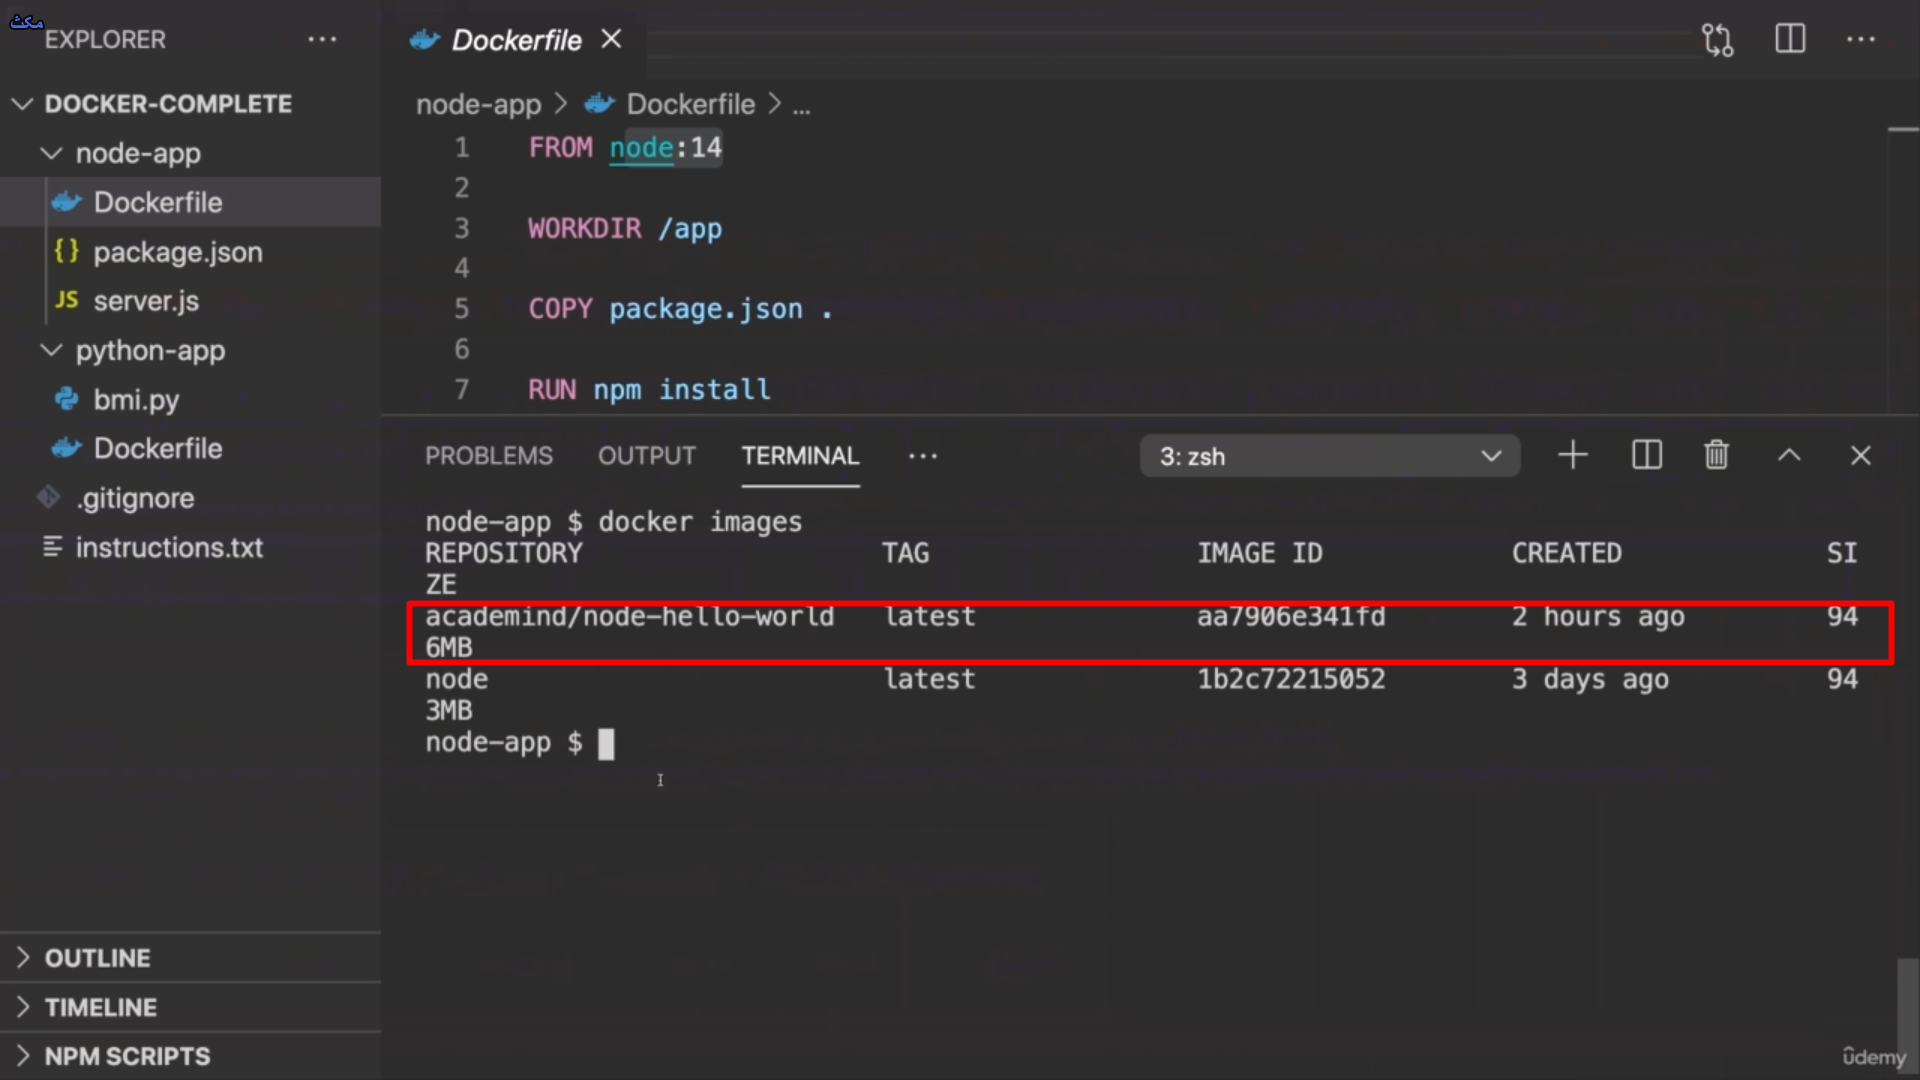 مكث
EXPLORER
DOCKER-COMPLETE
node-app
Dockerfile
package.json
server.js
python-app
bmi.py
Dockerfile
.gitignore
instructions.txt
OUTLINE
TIMELINE
NPM SCRIPTS
Dockerfile
node-app > Dockerfile > ...
1 FROM node:14
2
3 WORKDIR /app
4
5 COPY package.json .
6
7 RUN npm install
PROBLEMS OUTPUT TERMINAL ... 3: zsh
node-app $ docker images
REPOSITORY TAG IMAGE ID CREATED SI
ZE
academind/node-hello-world latest aa7906e341fd 2 hours ago 94
6MB
node latest 1b2c72215052 3 days ago 94
3MB
node-app $
udemy